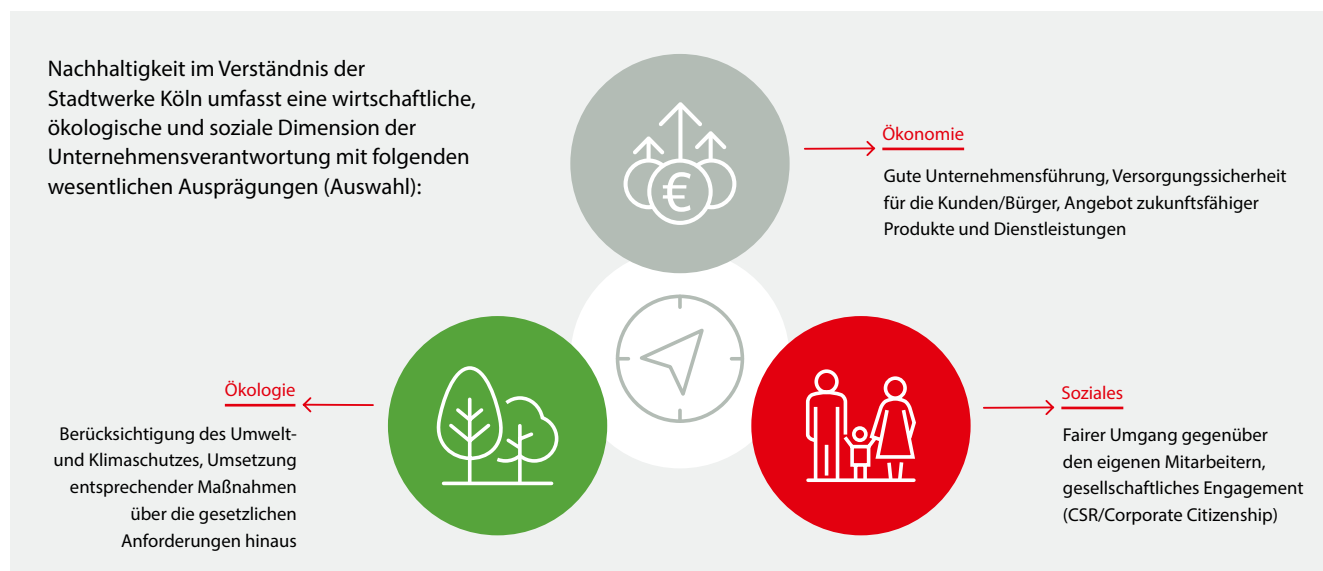 Nachhaltigkeit im Verständnis der
Stadtwerke Köln umfasst eine wirtschaftliche,
ökologische und soziale Dimension der
Unternehmensverantwortung mit folgenden
wesentlichen Ausprägungen (Auswahl):
€
Ökonomie
Gute Unternehmensführung, Versorgungssicherheit
für die Kunden/Bürger, Angebot zukunftsfähiger
Produkte und Dienstleistungen
Ökologie
Berücksichtigung des Umwelt-
und Klimaschutzes, Umsetzung
entsprechender Maßnahmen
über die gesetzlichen
Anforderungen hinaus
Soziales
Fairer Umgang gegenüber
den eigenen Mitarbeitern,
gesellschaftliches Engagement
(CSR/Corporate Citizenship)